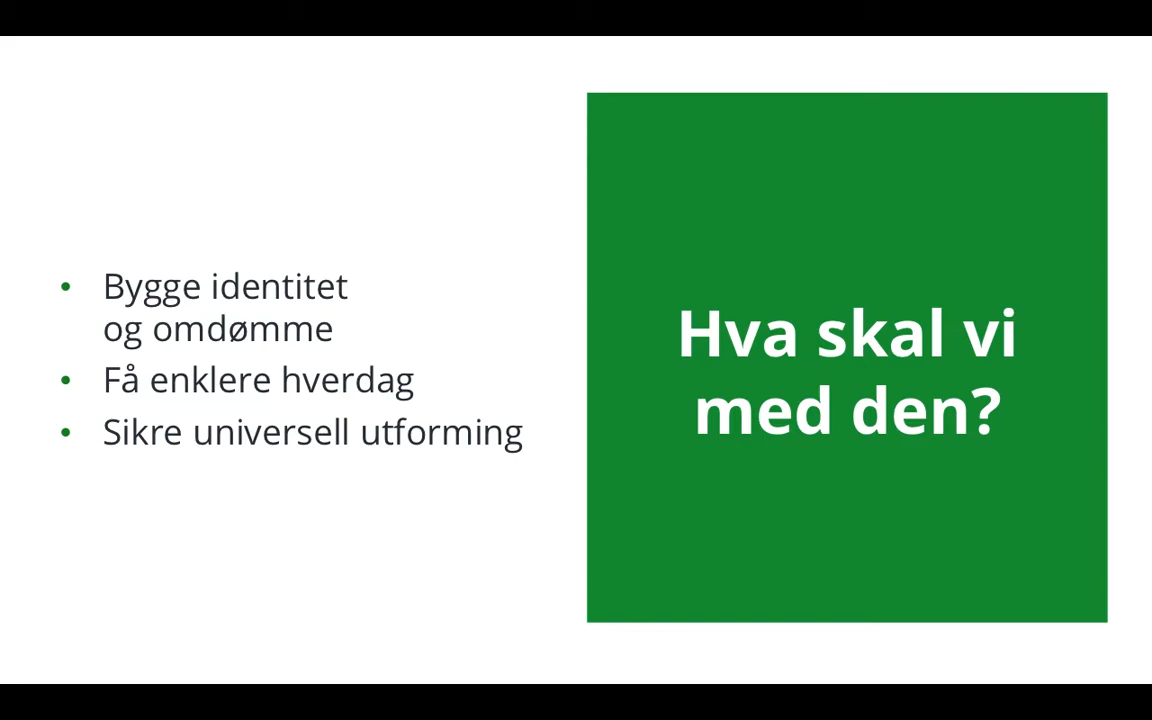 • Bygge identitet
og omdømme
• Få enklere hverdag
• Sikre universell utforming
Hva skal vi
med den?